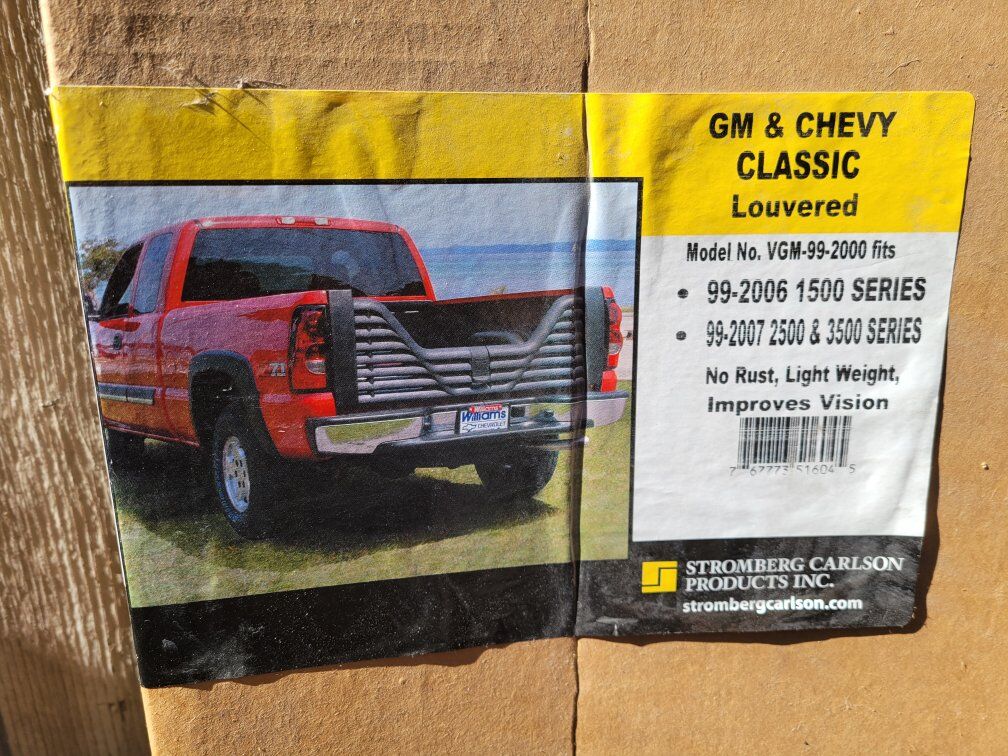 GM & CHEVY
CLASSIC
Louvered
Model No. VGM-99-2000 fits
• 99-2006 1500 SERIES
• 99-2007 2500 & 3500 SERIES
No Rust, Light Weight,
Improves Vision
7 67773 51604 5
Z71
Williams
CHEVROLET
STROMBERG CARLSON
PRODUCTS INC.
strombergcarlson.com